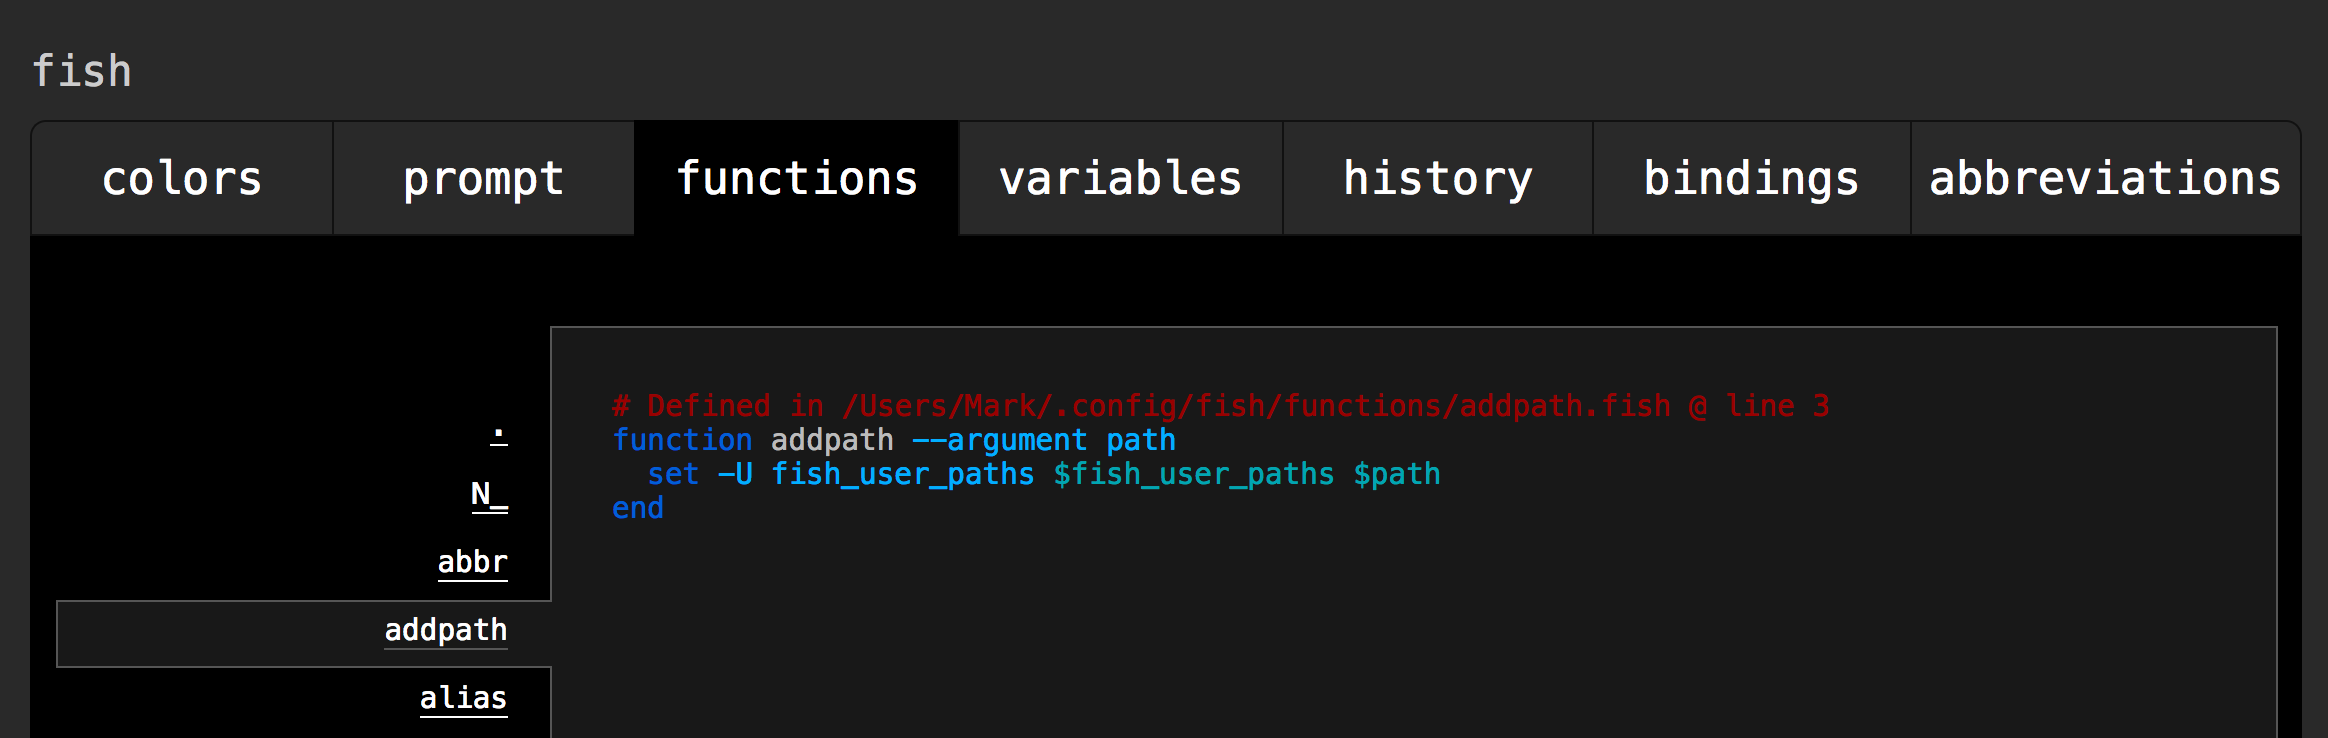 fish
colors prompt functions variables history bindings abbreviations
.
N_
abbr
addpath
alias
# Defined in /Users/Mark/.config/fish/functions/addpath.fish @ line 3
function addpath --argument path
  set -U fish_user_paths $fish_user_paths $path
end